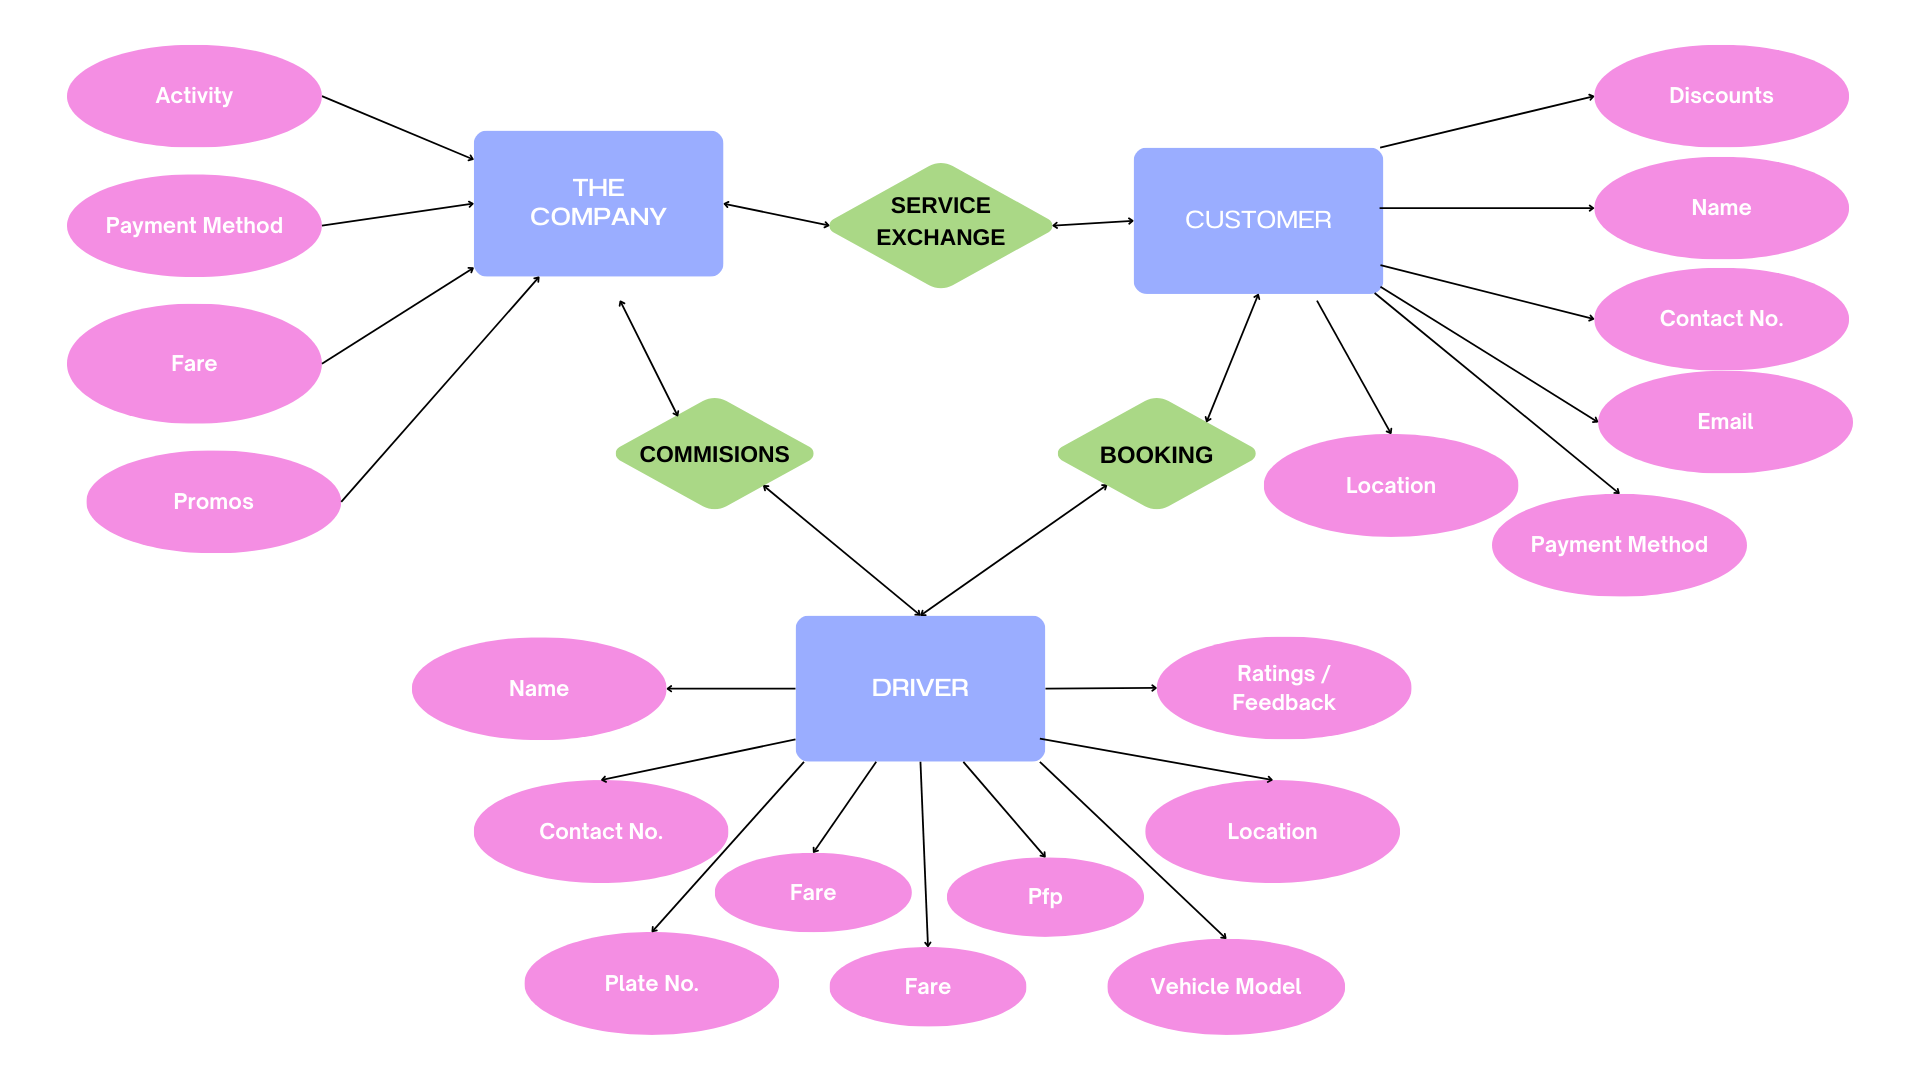 Activity
Payment Method
Fare
Promos
THE
COMPANY
SERVICE
EXCHANGE
CUSTOMER
Discounts
Name
Contact No.
Email
Location
Payment Method
COMMISIONS
BOOKING
DRIVER
Name
Ratings /
Feedback
Contact No.
Location
Fare
Pfp
Plate No.
Fare
Vehicle Model